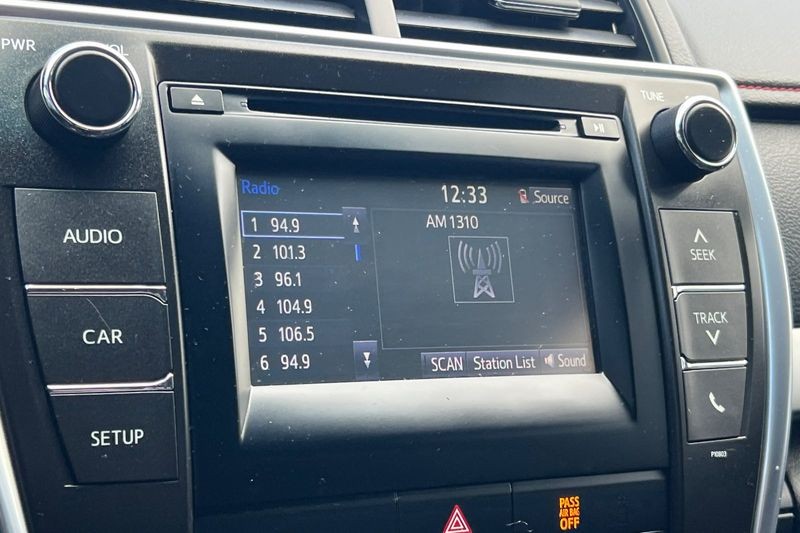 PWR
VOL
TUNE
AUDIO
CAR
SETUP
Radio
12:33
Source
AM 1310
1 94.9
2 101.3
3 96.1
4 104.9
5 106.5
6 94.9
SCAN
Station List
Sound
SEEK
TRACK
P10803
PASS
AIR BAG
OFF